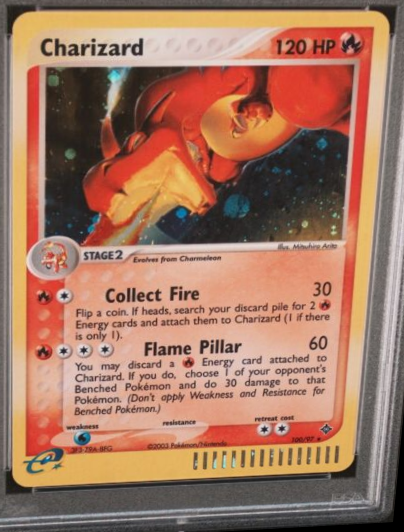 Charizard 120 HP
Illus. Mitsuhiro Arita
STAGE2 Evolves from Charmeleon
Collect Fire 30
Flip a coin. If heads, search your discard pile for 2
Energy cards and attach them to Charizard (1 if there
is only 1).
Flame Pillar 60
You may discard a Energy card attached to
Charizard. If you do, choose 1 of your opponent's
Benched Pokémon and do 30 damage to that
Pokémon. (Don't apply Weakness and Resistance for
Benched Pokémon.)
weakness resistance retreat cost
©2003 Pokémon/Nintendo 100/97